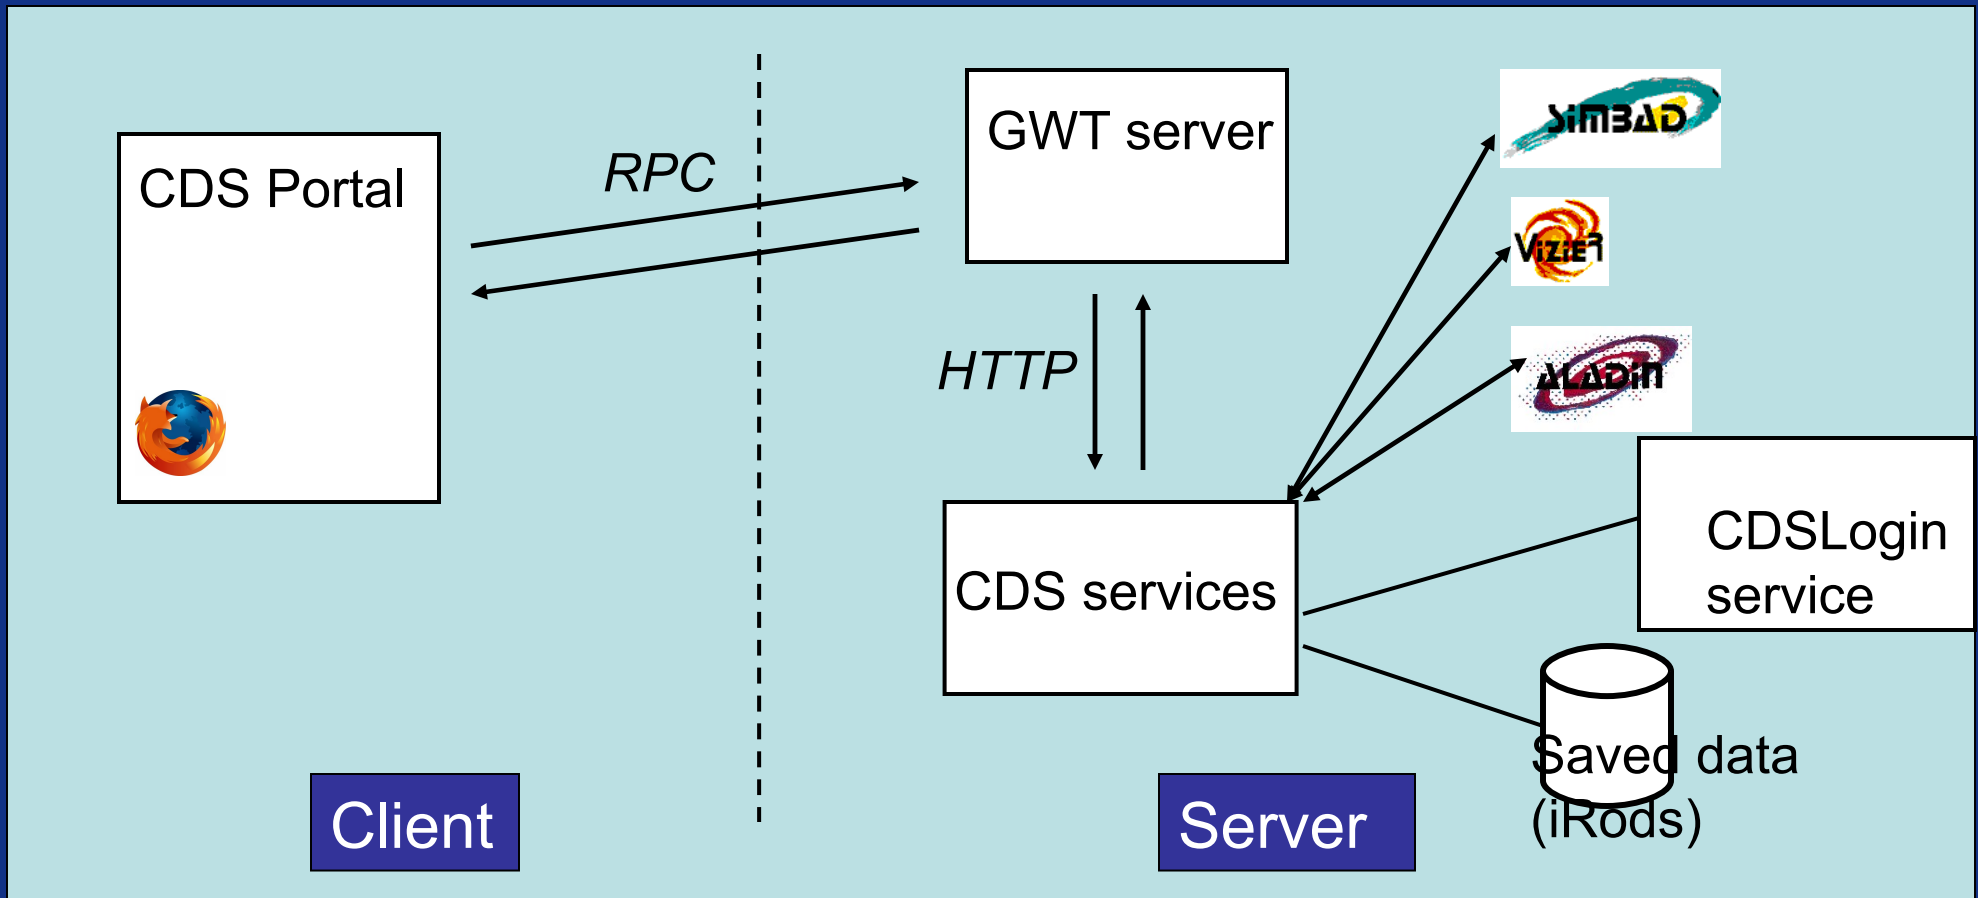 CDS Portal
RPC
GWT server
HTTP
SIMBAD
VIZIER
ALADIN
CDS services
CDSLogin
service
Saved data
(iRods)
Client
Server